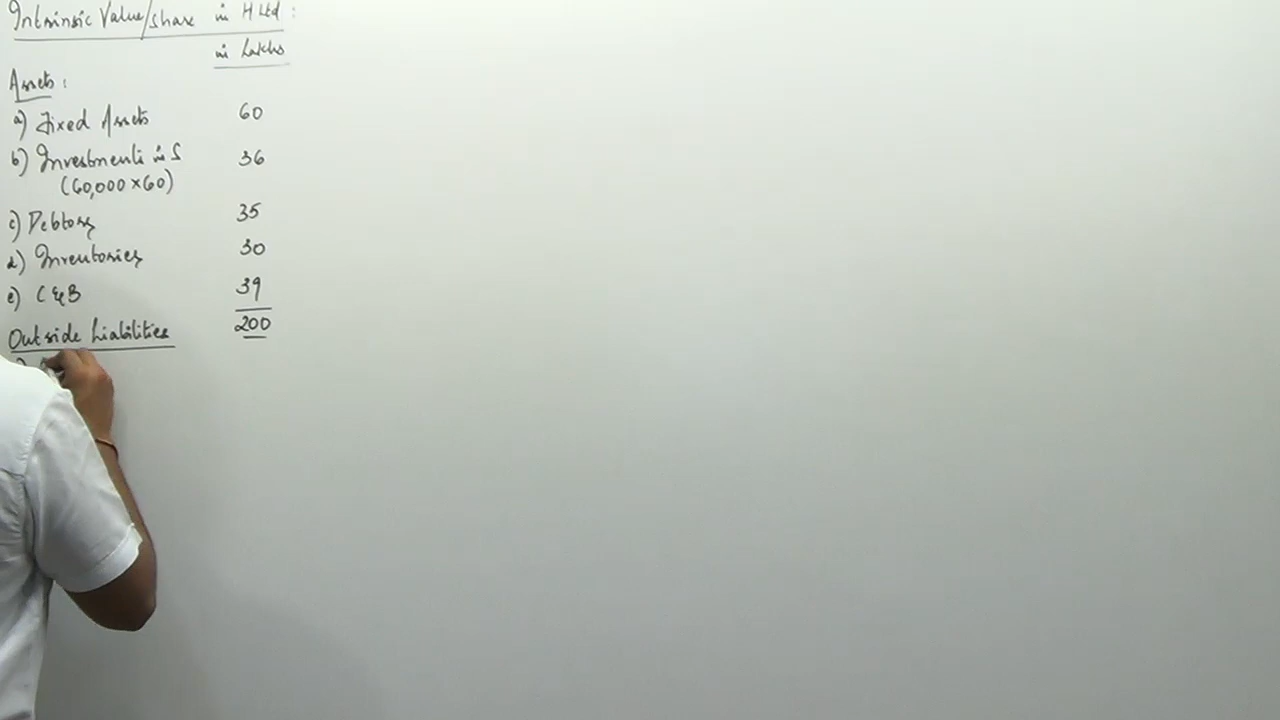 Intrinsic Value/share in H Ltd :
in Lakhs
Assets :
a) Fixed Assets 60
b) Investments in S 36
(60,000 × 60)
c) Debtors 35
d) Inventories 30
e) C & B 39
200
Outside Liabilities